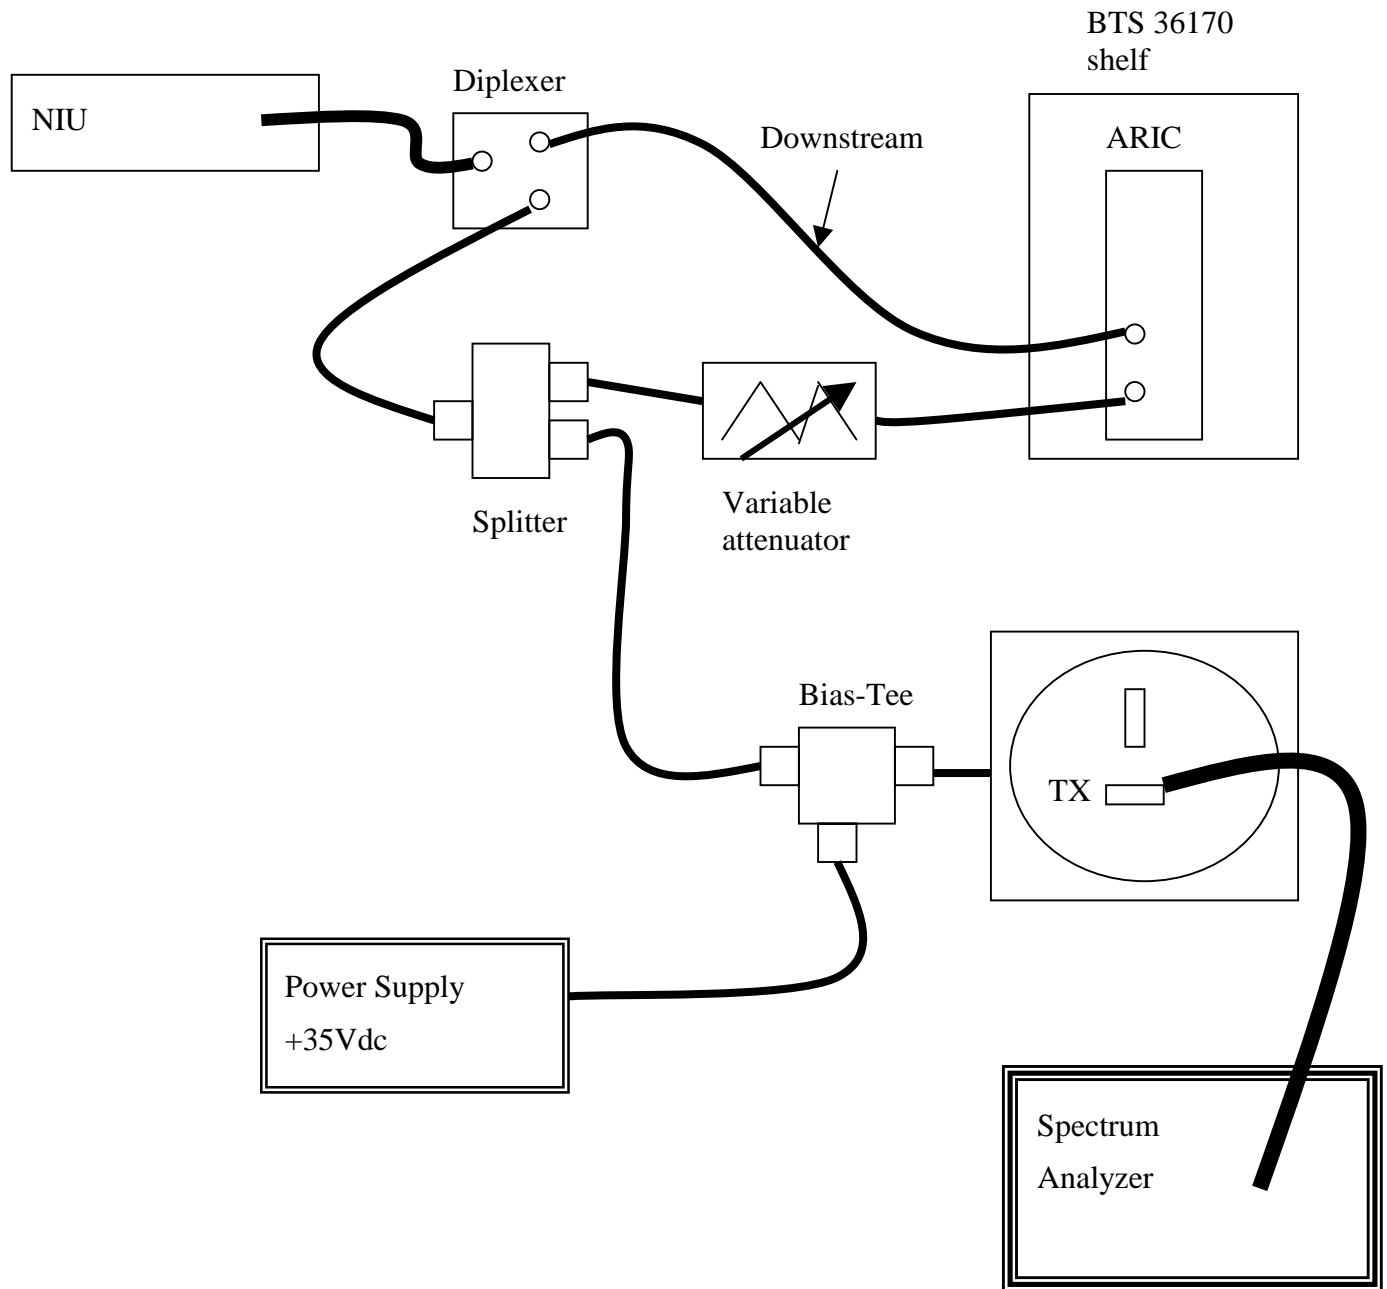 BTS 36170
shelf
Diplexer
NIU
Downstream
ARIC
Splitter
Variable
attenuator
Bias-Tee
TX
Power Supply
+35Vdc
Spectrum
Analyzer